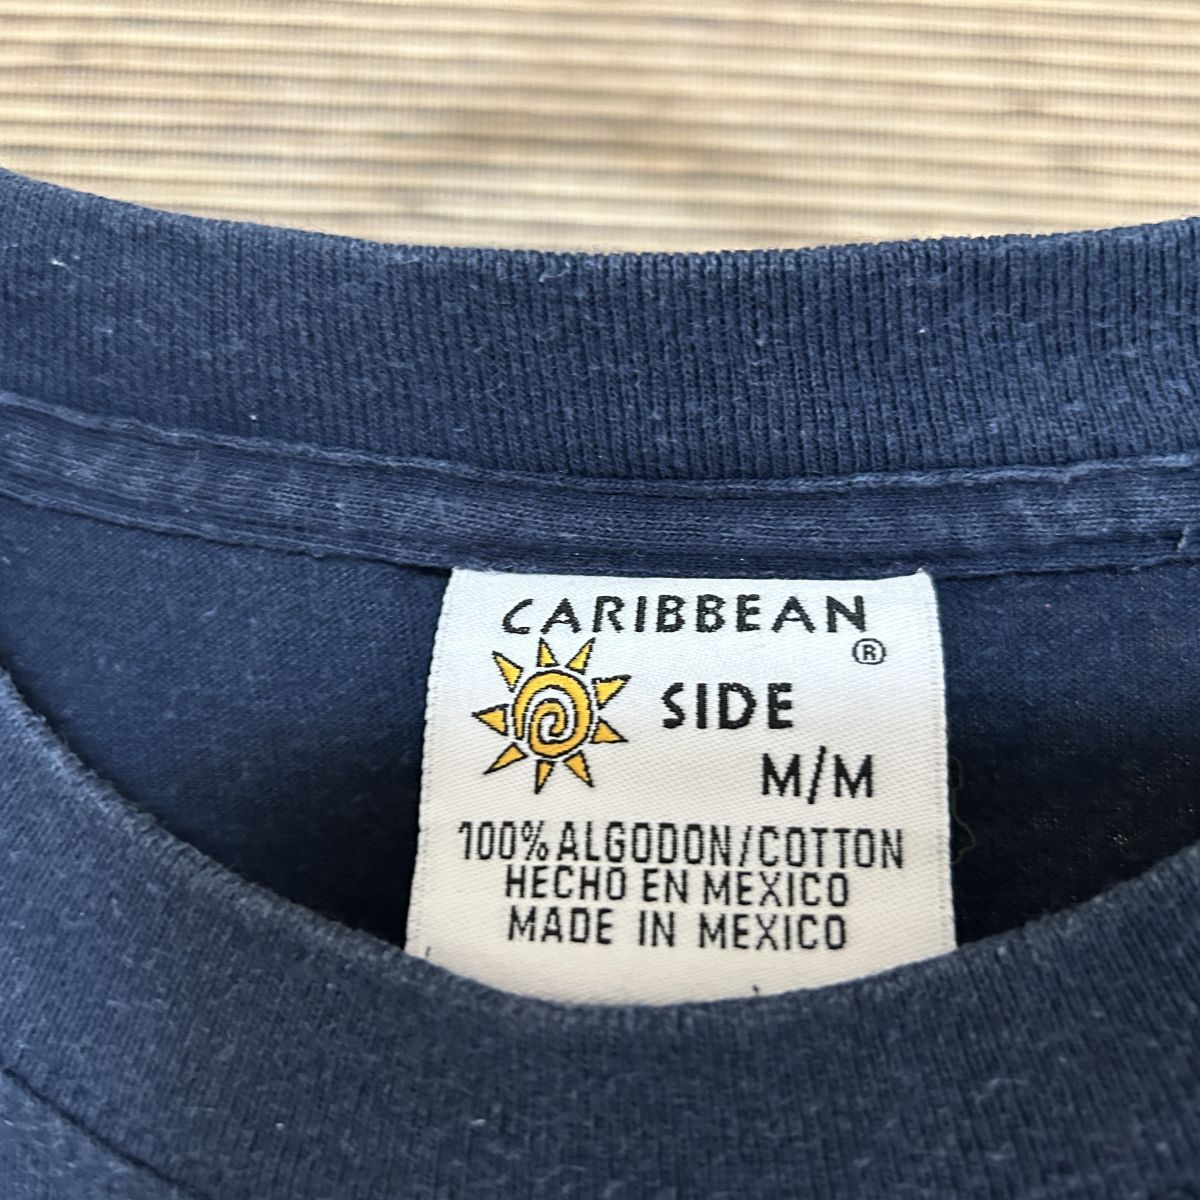 CARIBBEAN
®
SIDE
M/M
100% ALGODON/COTTON
HECHO EN MEXICO
MADE IN MEXICO